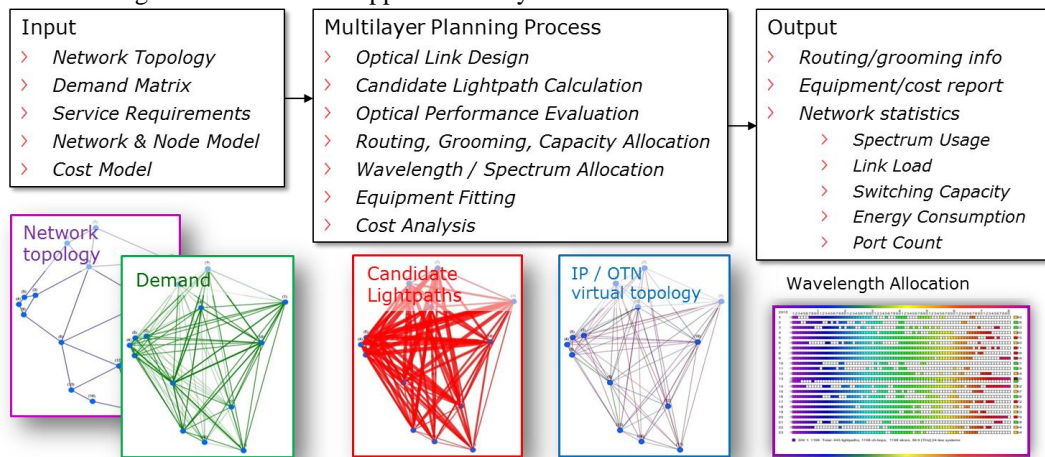 Input
Network Topology
Demand Matrix
Service Requirements
Network & Node Model
Cost Model
Multilayer Planning Process
Optical Link Design
Candidate Lightpath Calculation
Optical Performance Evaluation
Routing, Grooming, Capacity Allocation
Wavelength / Spectrum Allocation
Equipment Fitting
Cost Analysis
Output
Routing/grooming info
Equipment/cost report
Network statistics
Spectrum Usage
Link Load
Switching Capacity
Energy Consumption
Port Count
Network
topology
Demand
Candidate
Lightpaths
IP / OTN
virtual topology
Wavelength Allocation